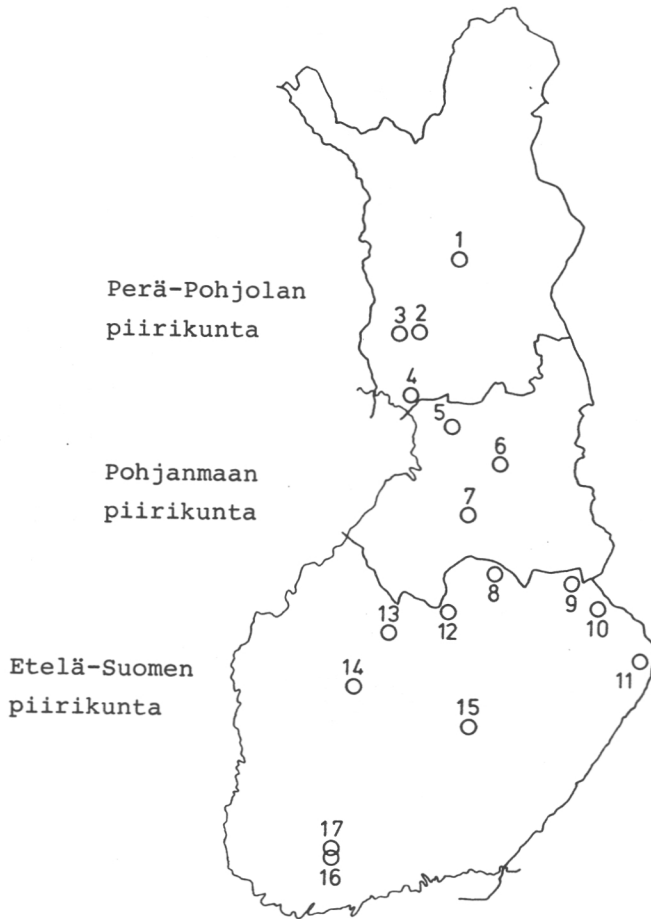 1
Perä-Pohjolan
piirikunta
3 2
4
5
6
Pohjanmaan
piirikunta
7
8
9
10
13
12
Etelä-Suomen
piirikunta
11
14
15
17
16